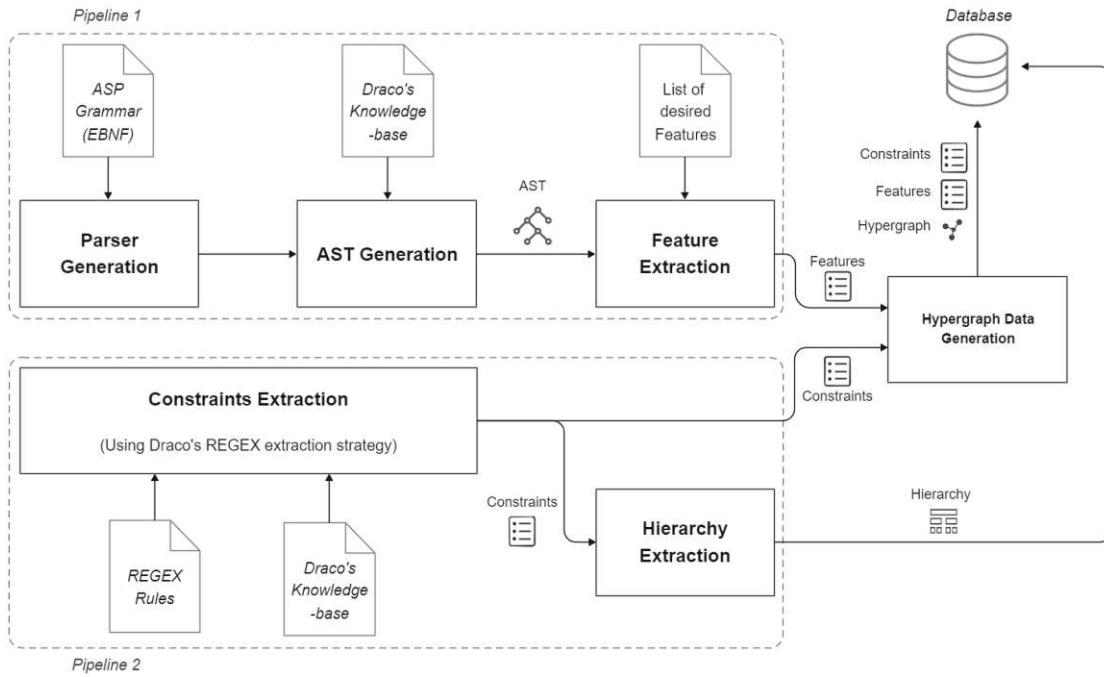 Pipeline 1
Database
ASP
Grammar
(EBNF)
Draco's
Knowledge
-base
List of
desired
Features
Constraints
Features
Hypergraph
AST
Parser
Generation
AST Generation
Feature
Extraction
Features
Hypergraph Data
Generation
Constraints
Constraints Extraction
(Using Draco's REGEX extraction strategy)
Constraints
Hierarchy
Extraction
Hierarchy
REGEX
Rules
Draco's
Knowledge
-base
Pipeline 2